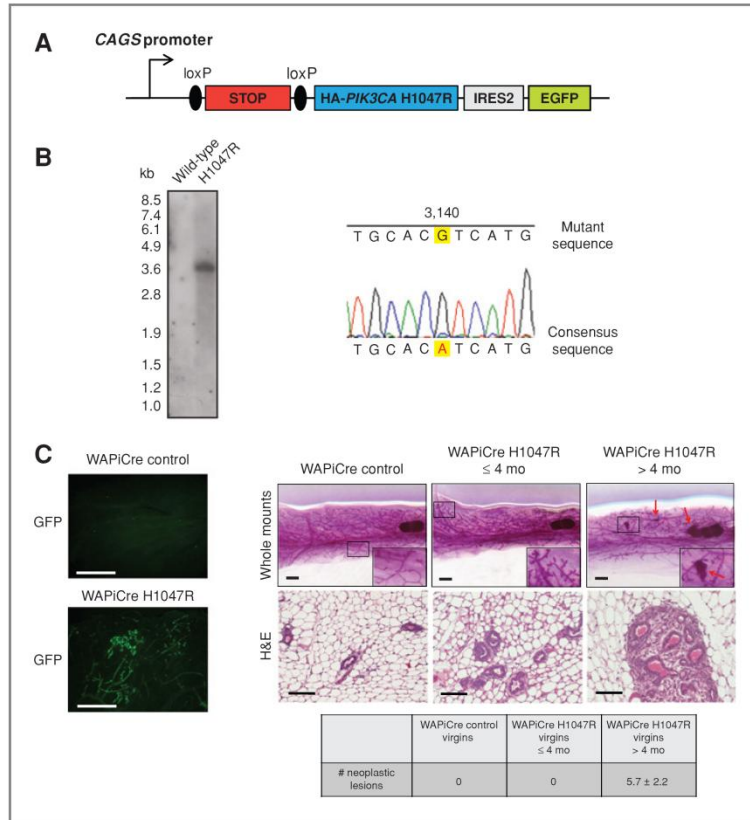 A
CAGS promoter
loxP
loxP
STOP
HA-PIK3CA H1047R
IRES2
EGFP
B
kb
Wild-type
H1047R
8.5
7.4
6.1
4.9
3.6
2.8
1.9
1.5
1.2
1.0
3,140
T G C A C G T C A T G
Mutant
sequence
Consensus
sequence
T G C A C A T C A T G
C
WAPiCre control
GFP
WAPiCre H1047R
GFP
WAPiCre control
WAPiCre H1047R
≤ 4 mo
WAPiCre H1047R
> 4 mo
Whole mounts
H&E
WAPiCre control
virgins
WAPiCre H1047R
virgins
≤ 4 mo
WAPiCre H1047R
virgins
> 4 mo
# neoplastic
lesions
0
0
5.7 ± 2.2